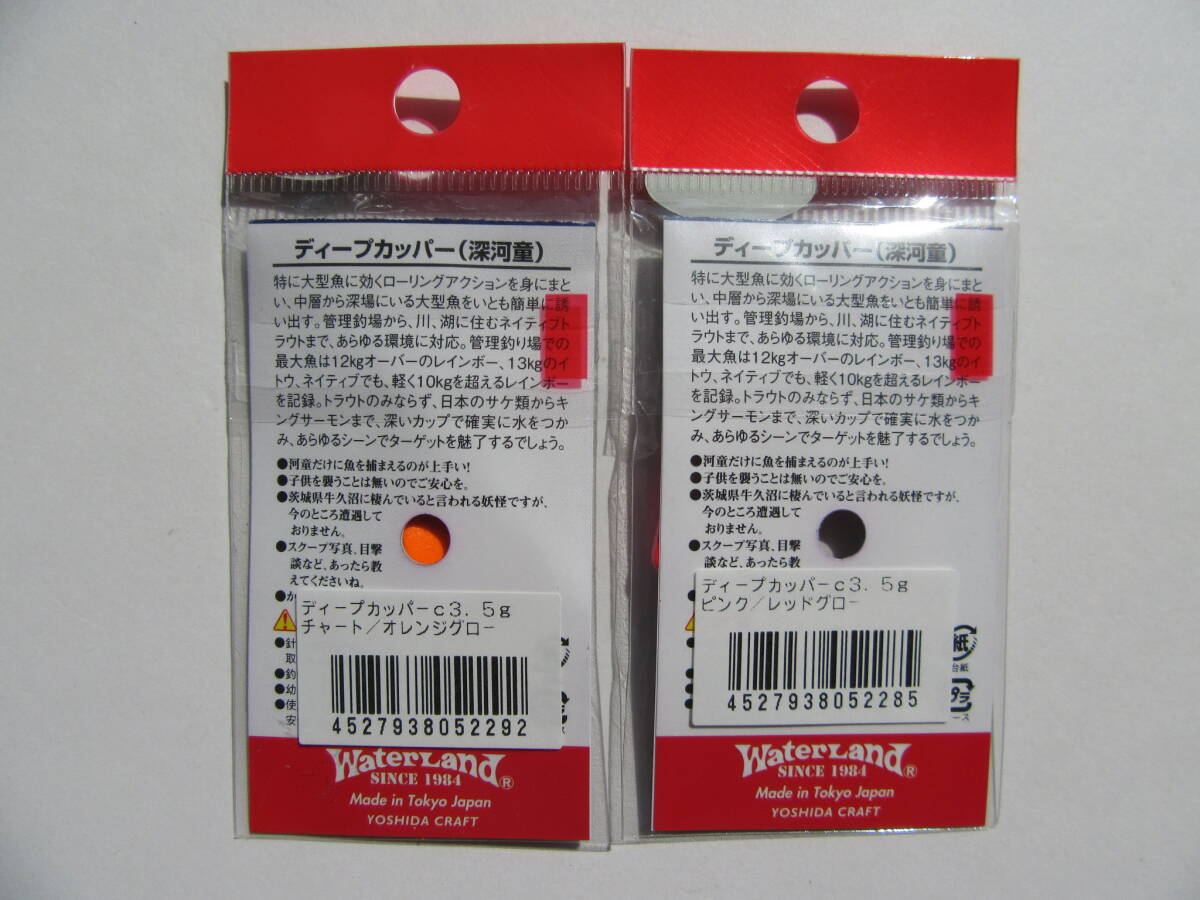 ディープカッパー(深河童)
特に大型魚に効くローリングアクションを身にまと
い、中層から深場にいる大型魚をいとも簡単に誘
い出す。管理釣場から、川、湖に住むネイティブト
ラウトまで、あらゆる環境に対応。管理釣り場での
最大魚は12kgオーバーのレインボー、13kgのイ
トウ、ネイティブでも、軽く10kgを超えるレインボー
を記録。トラウトのみならず、日本のサケ類からキ
ングサーモンまで、深いカップで確実に水をつか
み、あらゆるシーンでターゲットを魅了するでしょう。
●河童だけに魚を捕まえるのが上手い!
●子供を襲うことは無いのでご安心を。
●茨城県牛久沼に棲んでいると言われる妖怪ですが、
今のところ遭遇して
おりません。
●スクープ写真、目撃
談など、あったら教
えてくださいね。
●か
ディープカッパーc3.5g
チャート/オレンジグロー
●針
取
●釣
●幼
●使
安
4527938052292
WaterLand®
SINCE 1984
Made in Tokyo Japan
YOSHIDA CRAFT
ディープカッパー(深河童)
特に大型魚に効くローリングアクションを身にまと
い、中層から深場にいる大型魚をいとも簡単に誘
い出す。管理釣場から、川、湖に住むネイティブト
ラウトまで、あらゆる環境に対応。管理釣り場での
最大魚は12kgオーバーのレインボー、13kgのイ
トウ、ネイティブでも、軽く10kgを超えるレインボー
を記録。トラウトのみならず、日本のサケ類からキ
ングサーモンまで、深いカップで確実に水をつか
み、あらゆるシーンでターゲットを魅了するでしょう。
●河童だけに魚を捕まえるのが上手い!
●子供を襲うことは無いのでご安心を。
●茨城県牛久沼に棲んでいると言われる妖怪ですが、
今のところ遭遇して
おりません。
●スクープ写真、目撃
談など、あったら教
ディープカッパーc3.5g
ピンク/レッドグロー
紙
台紙
プラ
ース
4527938052285
WaterLand®
SINCE 1984
Made in Tokyo Japan
YOSHIDA CRAFT